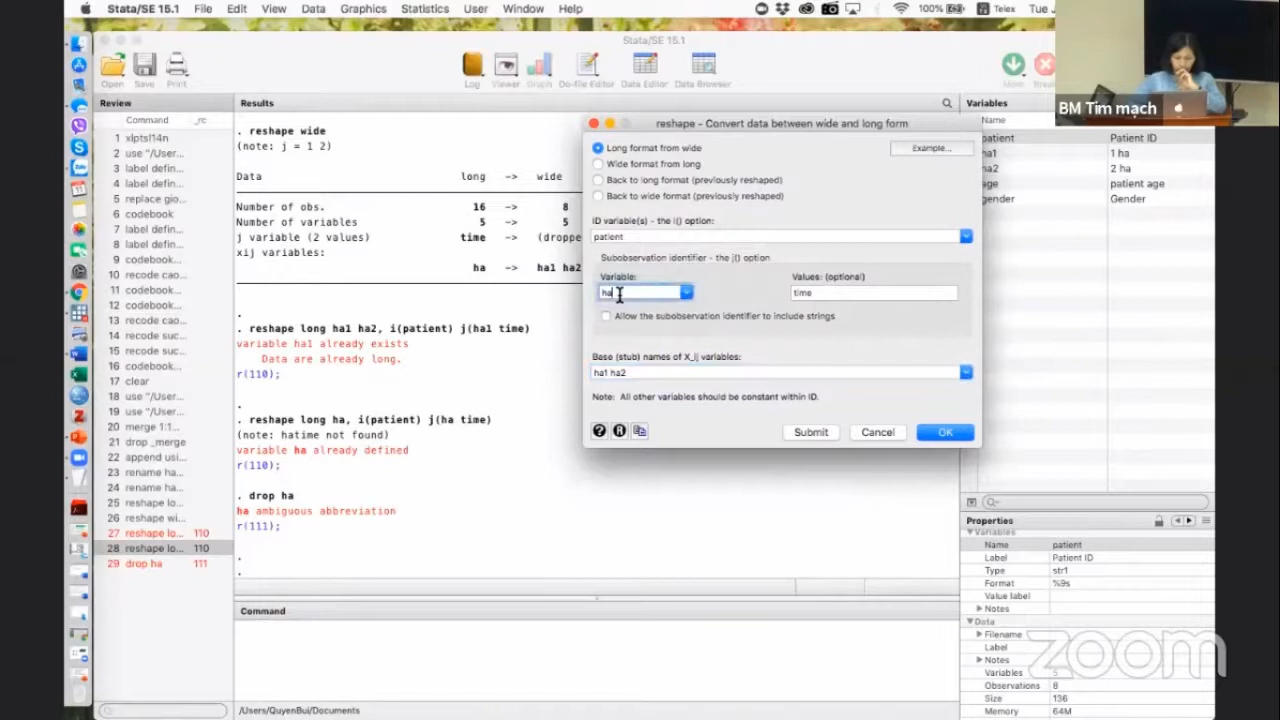 Stata/SE 15.1 File Edit View Data Graphics Statistics User Window Help 100% Telex Tue
Stata/SE 15.1
Open Save Print Log Viewer Graph Do-file Editor Data Editor Data Browser More Break
BM Tim mach
Review
Command _rc
1 xlptsl14n
2 use "/User...
3 label defin...
4 label defin...
5 replace gio...
6 codebook
7 label defin...
8 label defin...
9 codebook...
10 recode cao...
11 codebook...
12 codebook...
13 recode cao...
14 recode suc...
15 recode suc...
16 codebook...
17 clear
18 use "/User...
19 use "/User...
20 merge 1:1...
21 drop _merge
22 append usi...
23 rename ha...
24 rename ha...
25 reshape lo...
26 reshape wi...
27 reshape lo... 110
28 reshape lo... 110
29 drop ha 111
Results
. reshape wide
(note: j = 1 2)
Data long -> wide
Number of obs. 16 -> 8
Number of variables 5 -> 5
j variable (2 values) time -> (droppe
xij variables:
ha -> ha1 ha2
.
. reshape long ha1 ha2, i(patient) j(ha1 time)
variable ha1 already exists
Data are already long.
r(110);
.
. reshape long ha, i(patient) j(ha time)
(note: hatime not found)
variable ha already defined
r(110);
. drop ha
ha ambiguous abbreviation
r(111);
.
.
Command
/Users/QuyenBui/Documents
reshape - Convert data between wide and long form
Long format from wide
Example...
Wide format from long
Back to long format (previously reshaped)
Back to wide format (previously reshaped)
ID variable(s) - the i() option:
patient
Subobservation identifier - the j() option
Variable: Values: (optional)
ha time
Allow the subobservation identifier to include strings
Base (stub) names of X_ij variables:
ha1 ha2
Note: All other variables should be constant within ID.
Submit Cancel OK
Variables
Name
patient Patient ID
ha1 1 ha
ha2 2 ha
age patient age
gender Gender
Properties
Variables
Name patient
Label Patient ID
Type str1
Format %9s
Value label
Notes
Data
Filename
Label
Notes
Variables 5
Observations 8
Size 136
Memory 64M
zoom